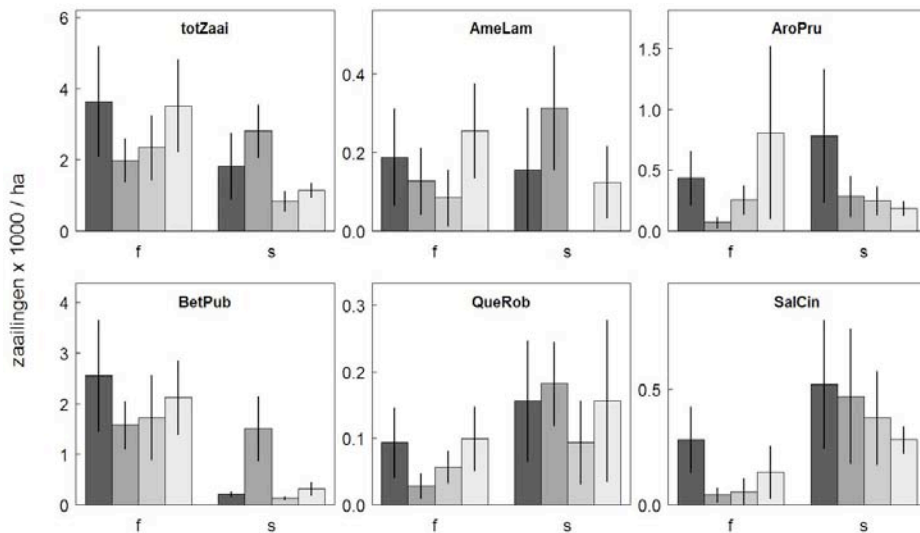 zaailingen x 1000 / ha
totZaai
6
4
2
0
f s
AmeLam
0.4
0.2
0.0
f s
AroPru
1.5
1.0
0.5
0.0
f s
BetPub
4
3
2
1
0
f s
QueRob
0.3
0.2
0.1
0.0
f s
SalCin
0.5
0.0
f s